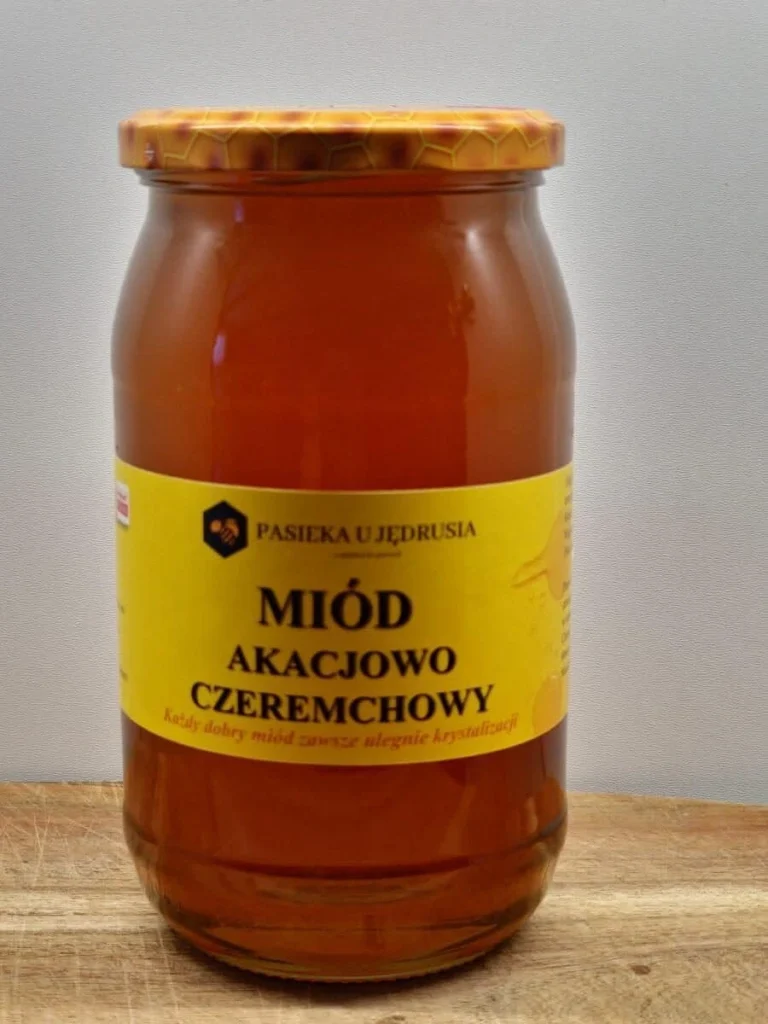 PASIEKA U JĘDRUSIA
MIÓD
AKACJOWO
CZEREMCHOWY
Każdy dobry miód zawsze ulegnie krystalizacji